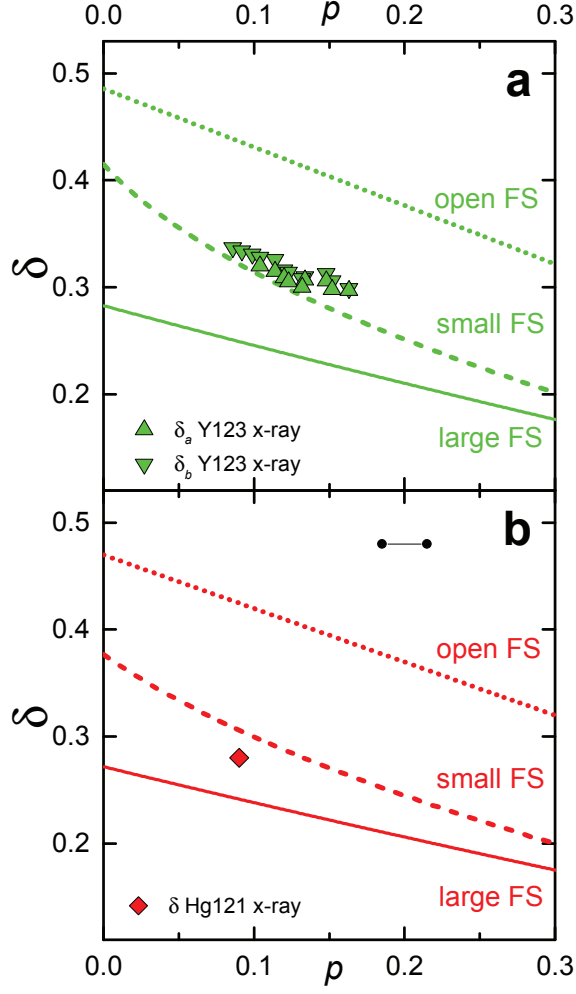 p
0.0 0.1 0.2 0.3
a
0.5
0.4
0.3
0.2
δ
open FS
small FS
large FS
δa Y123 x-ray
δb Y123 x-ray
b
0.5
0.4
0.3
0.2
δ
open FS
small FS
large FS
δ Hg121 x-ray
0.0 0.1 0.2 0.3
p